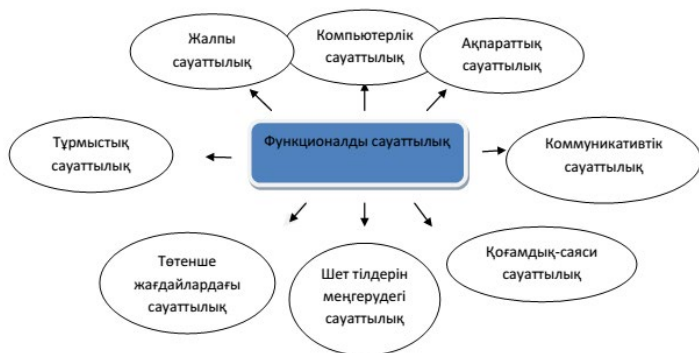 Жалпы
сауаттылық
Компьютерлік
сауаттылық
Ақпараттық
сауаттылық
Тұрмыстық
сауаттылық
Функционалды сауаттылық
Коммуникативтік
сауаттылық
Төтенше
жағдайлардағы
сауаттылық
Шет тілдерін
меңгерудегі
сауаттылық
Қоғамдық-саяси
сауаттылық